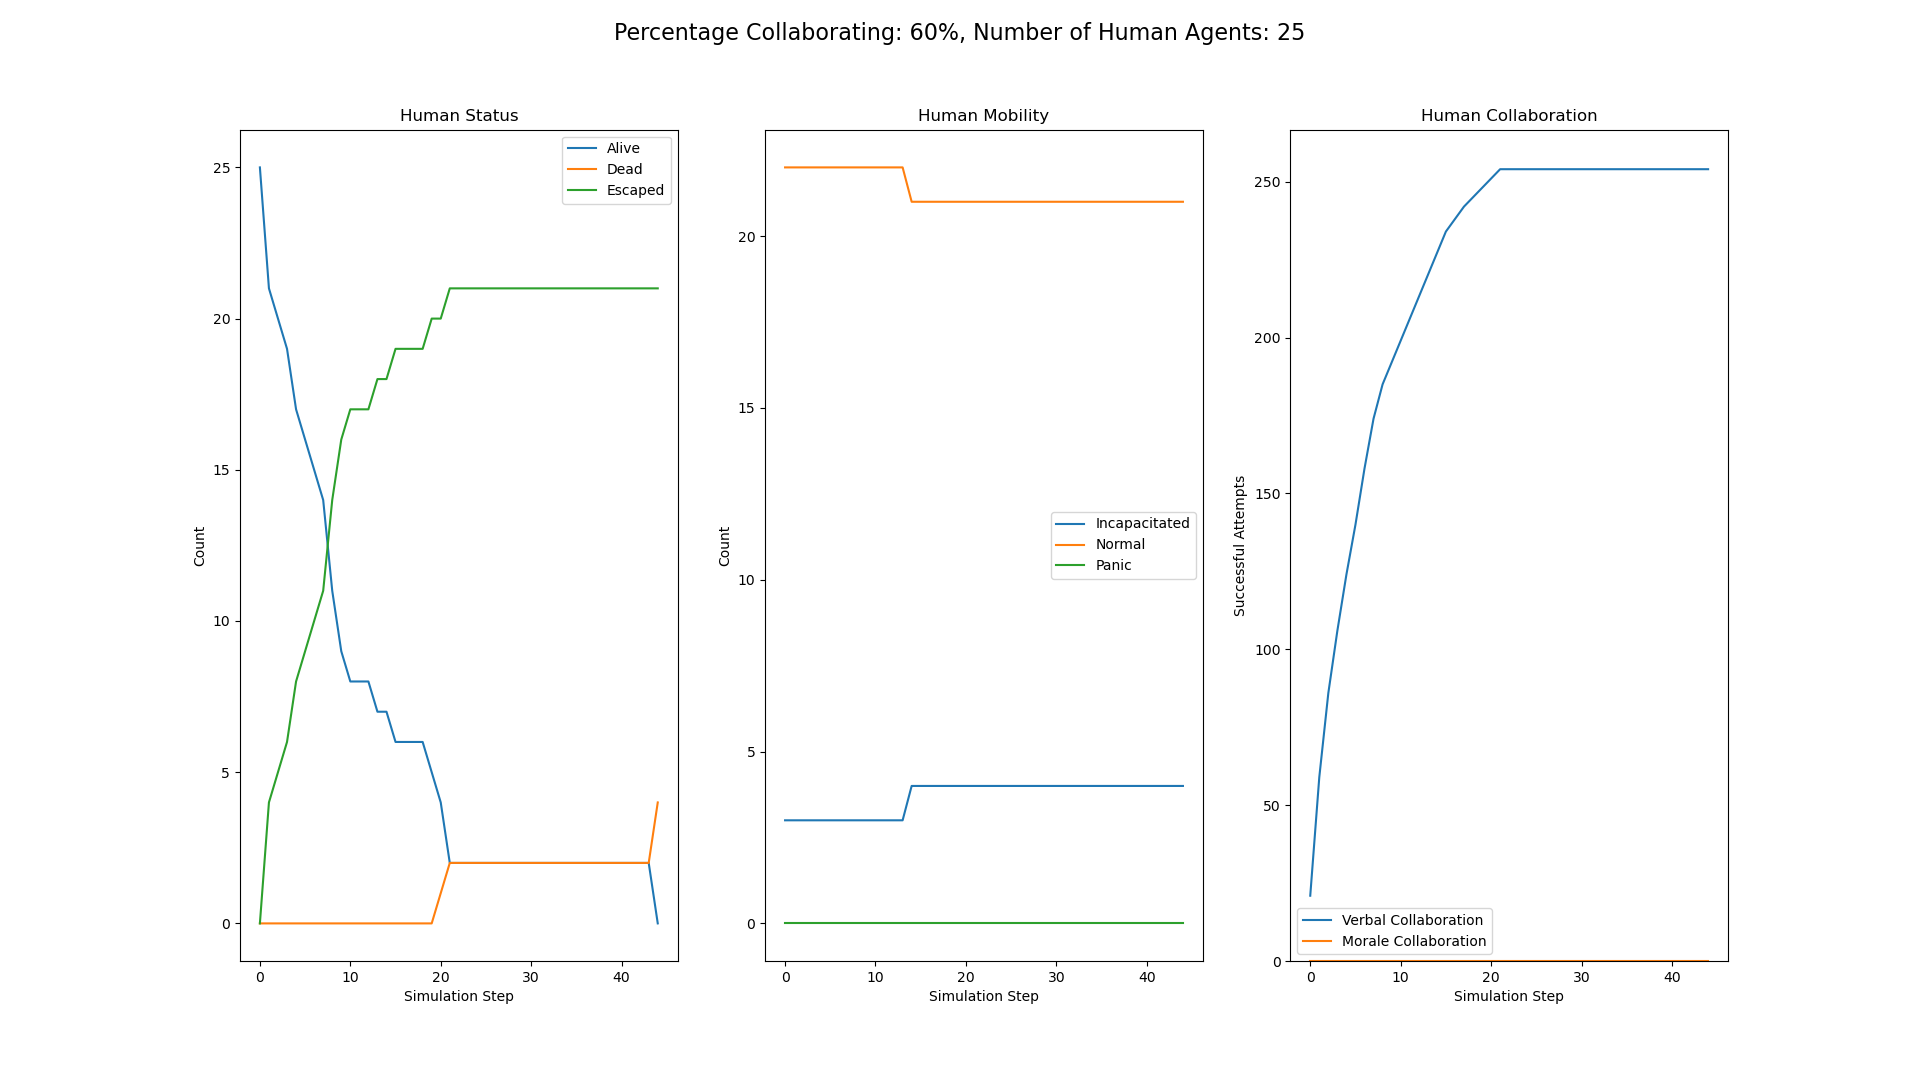 Percentage Collaborating: 60%, Number of Human Agents: 25
Human Status
Alive
Dead
Escaped
Count
25
20
15
10
5
0
0 10 20 30 40
Simulation Step
Human Mobility
Incapacitated
Normal
Panic
Count
20
15
10
5
0
0 10 20 30 40
Simulation Step
Human Collaboration
Successful Attempts
250
200
150
100
50
0
Verbal Collaboration
Morale Collaboration
0 10 20 30 40
Simulation Step